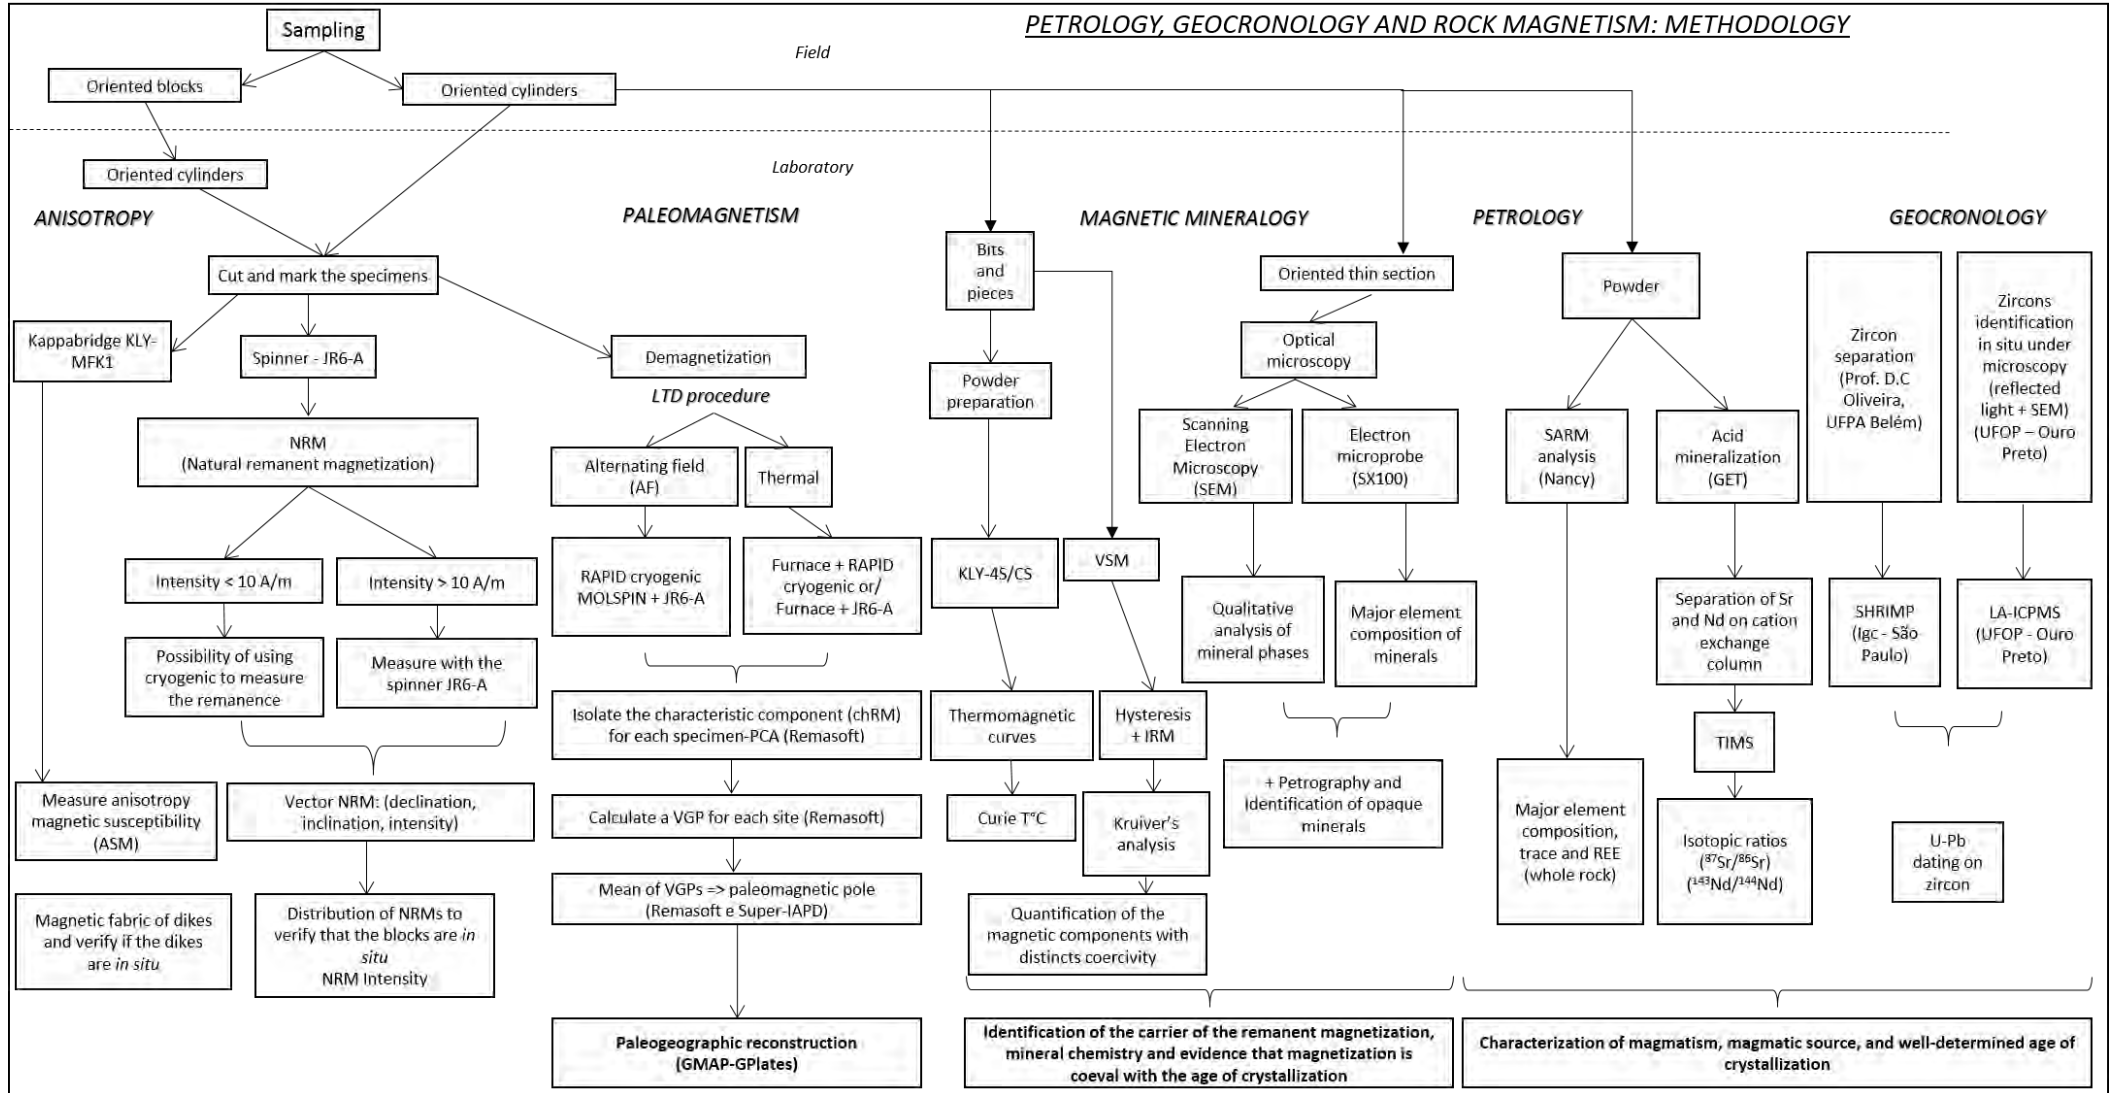 PETROLOGY, GEOCRONOLOGY AND ROCK MAGNETISM: METHODOLOGY
Sampling
Field
Oriented blocks
Oriented cylinders
Laboratory
Oriented cylinders
ANISOTROPY
PALEOMAGNETISM
MAGNETIC MINERALOGY
PETROLOGY
GEOCRONOLOGY
Cut and mark the specimens
Kappabridge KLY-
MFK1
Spinner - JR6-A
NRM
(Natural remanent magnetization)
Intensity < 10 A/m
Intensity > 10 A/m
Possibility of using
cryogenic to measure
the remanence
Measure with the
spinner JR6-A
Measure anisotropy
magnetic susceptibility
(ASM)
Vector NRM: (declination,
inclination, intensity)
Magnetic fabric of dikes
and verify if the dikes
are in situ
Distribution of NRMs to
verify that the blocks are in
situ
NRM Intensity
Demagnetization
LTD procedure
Alternating field
(AF)
Thermal
RAPID cryogenic
MOLSPIN + JR6-A
Furnace + RAPID
cryogenic or/
Furnace + JR6-A
Isolate the characteristic component (chRM)
for each specimen-PCA (Remasoft)
Calculate a VGP for each site (Remasoft)
Mean of VGPs => paleomagnetic pole
(Remasoft e Super-IAPD)
Paleogeographic reconstruction
(GMAP-GPlates)
Bits
and
pieces
Powder
preparation
KLY-4S/CS
VSM
Thermomagnetic
curves
Hysteresis
+ IRM
Curie T°C
Kruiver's
analysis
Quantification of the
magnetic components with
distincts coercivity
Oriented thin section
Optical
microscopy
Scanning
Electron
Microscopy
(SEM)
Electron
microprobe
(SX100)
Qualitative
analysis of
mineral phases
Major element
composition of
minerals
+ Petrography and
identification of opaque
minerals
Identification of the carrier of the remanent magnetization,
mineral chemistry and evidence that magnetization is
coeval with the age of crystallization
Powder
SARM
analysis
(Nancy)
Acid
mineralization
(GET)
Separation of Sr
and Nd on cation
exchange
column
TIMS
Major element
composition,
trace and REE
(whole rock)
Isotopic ratios
(⁸⁷Sr/⁸⁶Sr)
(¹⁴³Nd/¹⁴⁴Nd)
Zircon
separation
(Prof. D.C
Oliveira,
UFPA Belém)
Zircons
identification
in situ under
microscopy
(reflected
light + SEM)
(UFOP – Ouro
Preto)
SHRIMP
(Igc - São
Paulo)
LA-ICPMS
(UFOP - Ouro
Preto)
U-Pb
dating on
zircon
Characterization of magmatism, magmatic source, and well-determined age of
crystallization